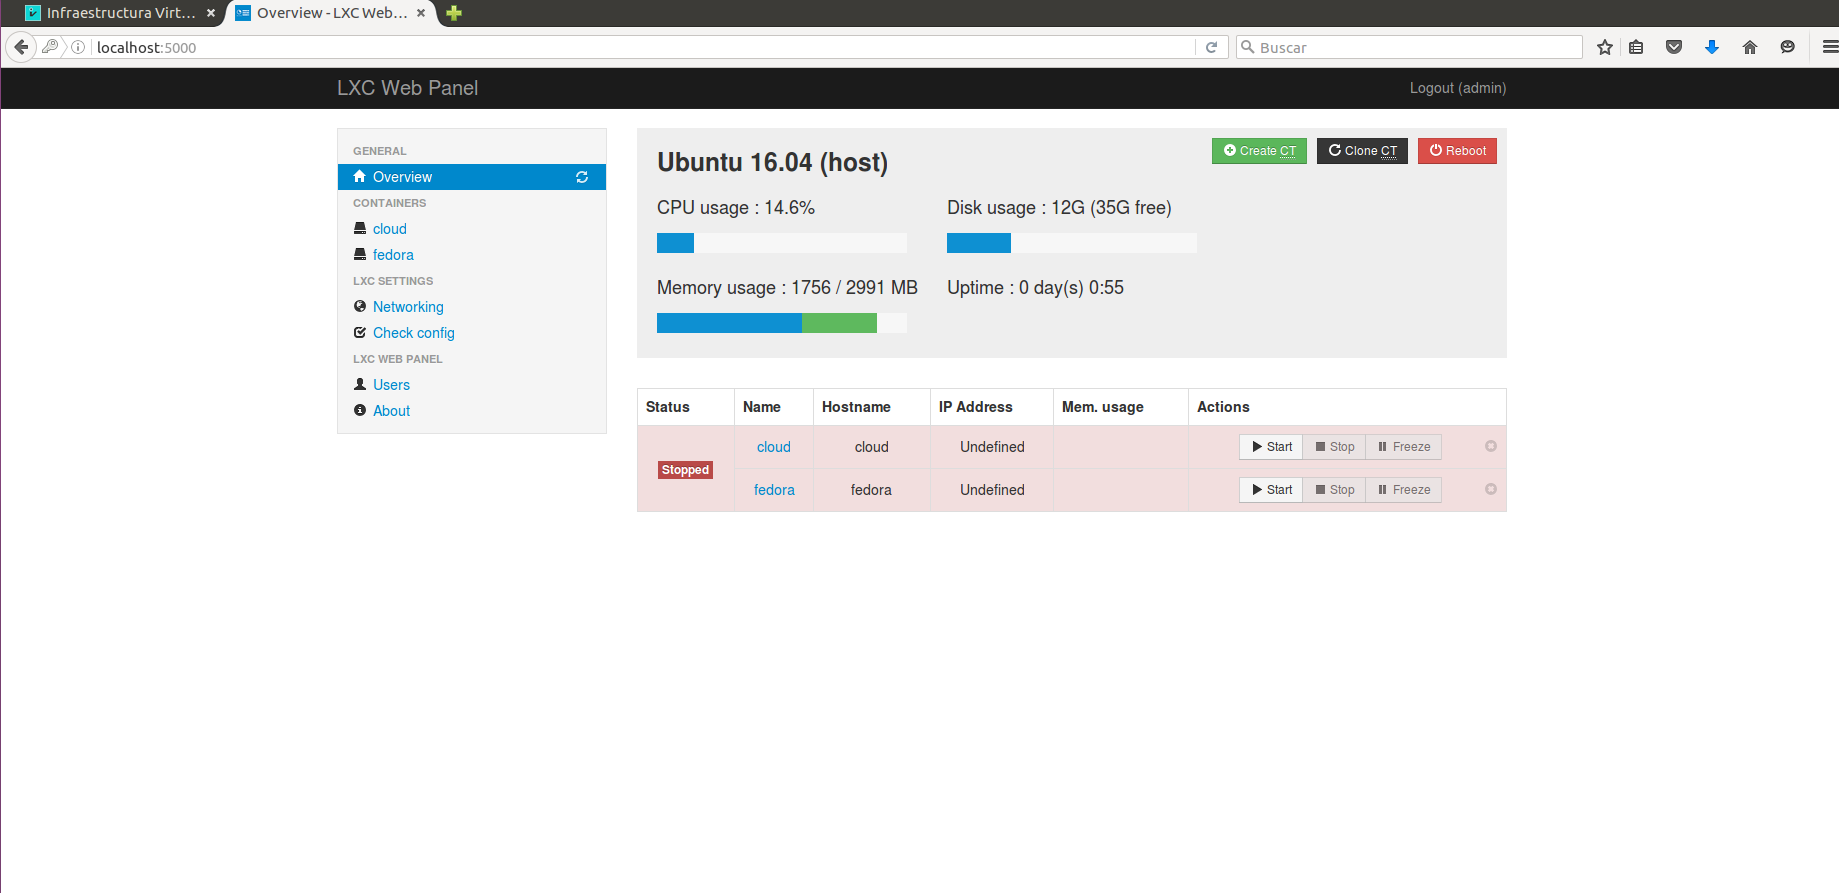 Infraestructura Virt...
Overview - LXC Web...
localhost:5000
Buscar
LXC Web Panel
Logout (admin)
GENERAL
Overview
CONTAINERS
cloud
fedora
LXC SETTINGS
Networking
Check config
LXC WEB PANEL
Users
About
Ubuntu 16.04 (host)
Create CT
Clone CT
Reboot
CPU usage : 14.6%
Disk usage : 12G (35G free)
Memory usage : 1756 / 2991 MB
Uptime : 0 day(s) 0:55
Status Name Hostname IP Address Mem. usage Actions
Stopped
cloud cloud Undefined Start Stop Freeze
fedora fedora Undefined Start Stop Freeze